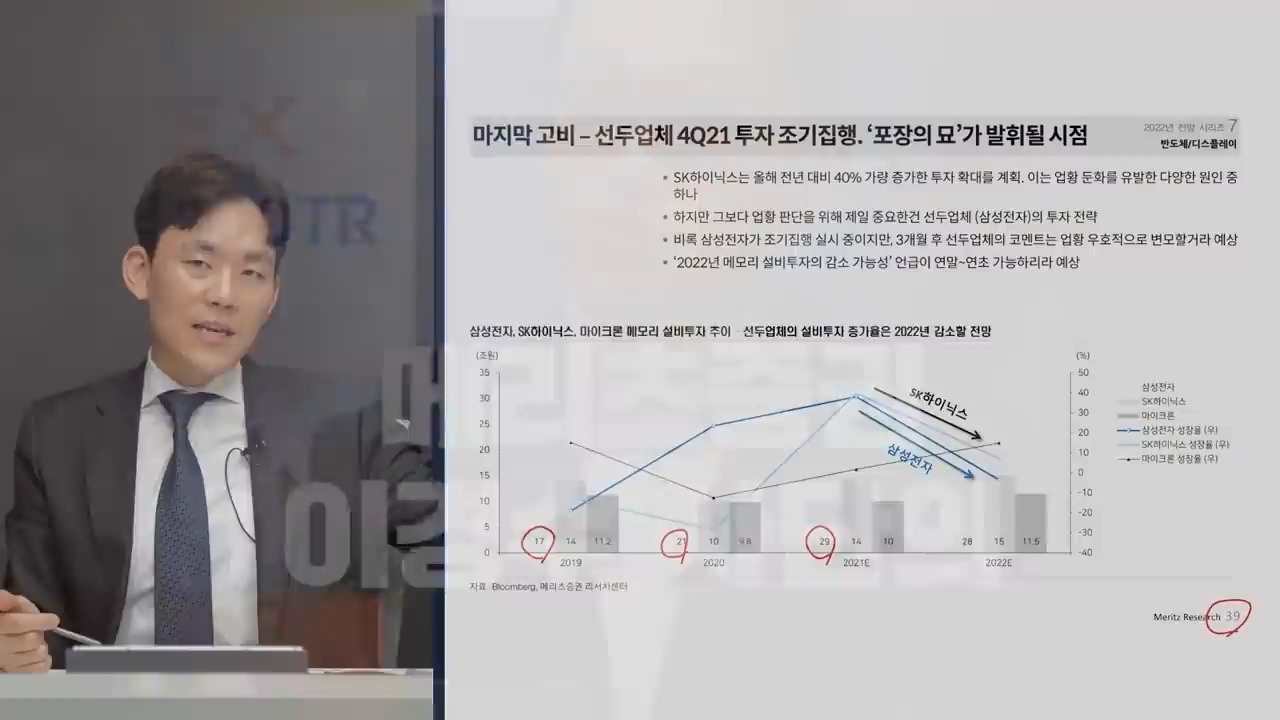 마지막 고비 – 선두업체 4Q21 투자 조기집행. ‘포장의 묘’가 발휘될 시점
2022년 전망 시리즈 7
반도체/디스플레이
▪ SK하이닉스는 올해 전년 대비 40% 가량 증가한 투자 확대를 계획. 이는 업황 둔화를 유발한 다양한 원인 중
하나
▪ 하지만 그보다 업황 판단을 위해 제일 중요한건 선두업체 (삼성전자)의 투자 전략
▪ 비록 삼성전자가 조기집행 실시 중이지만, 3개월 후 선두업체의 코멘트는 업황 우호적으로 변모할거라 예상
▪ ‘2022년 메모리 설비투자의 감소 가능성’ 언급이 연말~연초 가능하리라 예상
삼성전자, SK하이닉스, 마이크론 메모리 설비투자 추이 – 선두업체의 설비투자 증가율은 2022년 감소할 전망
(조원)
(%)
35
30
25
20
15
10
5
0
50
40
30
20
10
0
-10
-20
-30
-40
SK하이닉스
삼성전자
17 14 11.2
21 10 9.8
29 14 10
28 15 11.5
2019 2020 2021E 2022E
삼성전자
SK하이닉스
마이크론
삼성전자 성장율 (우)
SK하이닉스 성장율 (우)
마이크론 성장율 (우)
자료: Bloomberg, 메리츠증권 리서치센터
Meritz Research 39